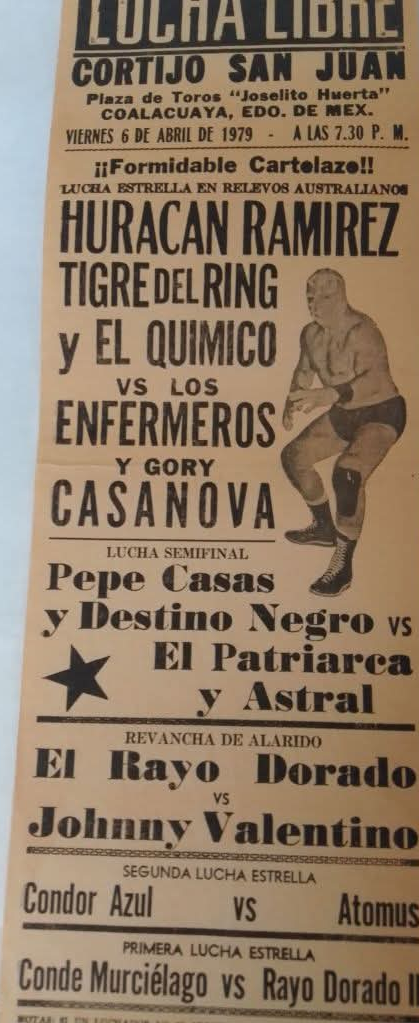 LUCHA LIBRE
CORTIJO SAN JUAN
Plaza de Toros "Joselito Huerta"
COALACUAYA, EDO. DE MEX.
VIERNES 6 DE ABRIL DE 1979 - A LAS 7.30 P. M.
¡¡Formidable Cartelazo!!
LUCHA ESTRELLA EN RELEVOS AUSTRALIANOS
HURACAN RAMIREZ
TIGRE DEL RING
y EL QUIMICO
VS LOS
ENFERMEROS
Y GORY
CASANOVA
LUCHA SEMIFINAL
Pepe Casas
y Destino Negro vs
El Patriarca
y Astral
REVANCHA DE ALARIDO
El Rayo Dorado
vs
Johnny Valentino
SEGUNDA LUCHA ESTRELLA
Condor Azul vs Atomus
PRIMERA LUCHA ESTRELLA
Conde Murciélago vs Rayo Dorado II